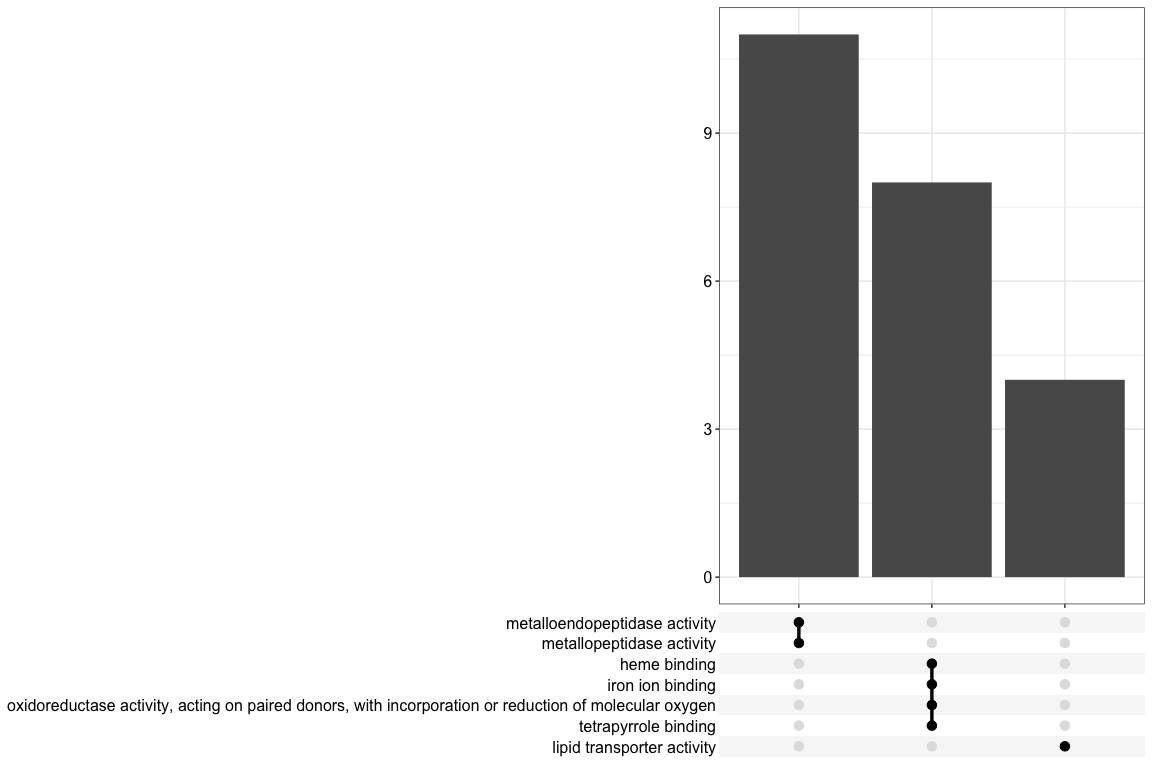 9
6
3
0
metalloendopeptidase activity
metallopeptidase activity
heme binding
iron ion binding
oxidoreductase activity, acting on paired donors, with incorporation or reduction of molecular oxygen
tetrapyrrole binding
lipid transporter activity